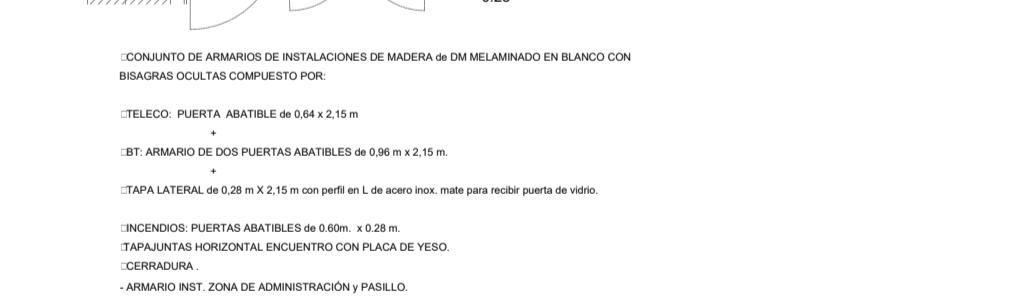 □CONJUNTO DE ARMARIOS DE INSTALACIONES DE MADERA de DM MELAMINADO EN BLANCO CON
BISAGRAS OCULTAS COMPUESTO POR:
□TELECO: PUERTA ABATIBLE de 0,64 x 2,15 m
+
□BT: ARMARIO DE DOS PUERTAS ABATIBLES de 0,96 m x 2,15 m.
+
□TAPA LATERAL de 0,28 m X 2,15 m con perfil en L de acero inox. mate para recibir puerta de vidrio.
□INCENDIOS: PUERTAS ABATIBLES de 0.60m. x 0.28 m.
□TAPAJUNTAS HORIZONTAL ENCUENTRO CON PLACA DE YESO.
□CERRADURA .
- ARMARIO INST. ZONA DE ADMINISTRACIÓN y PASILLO.